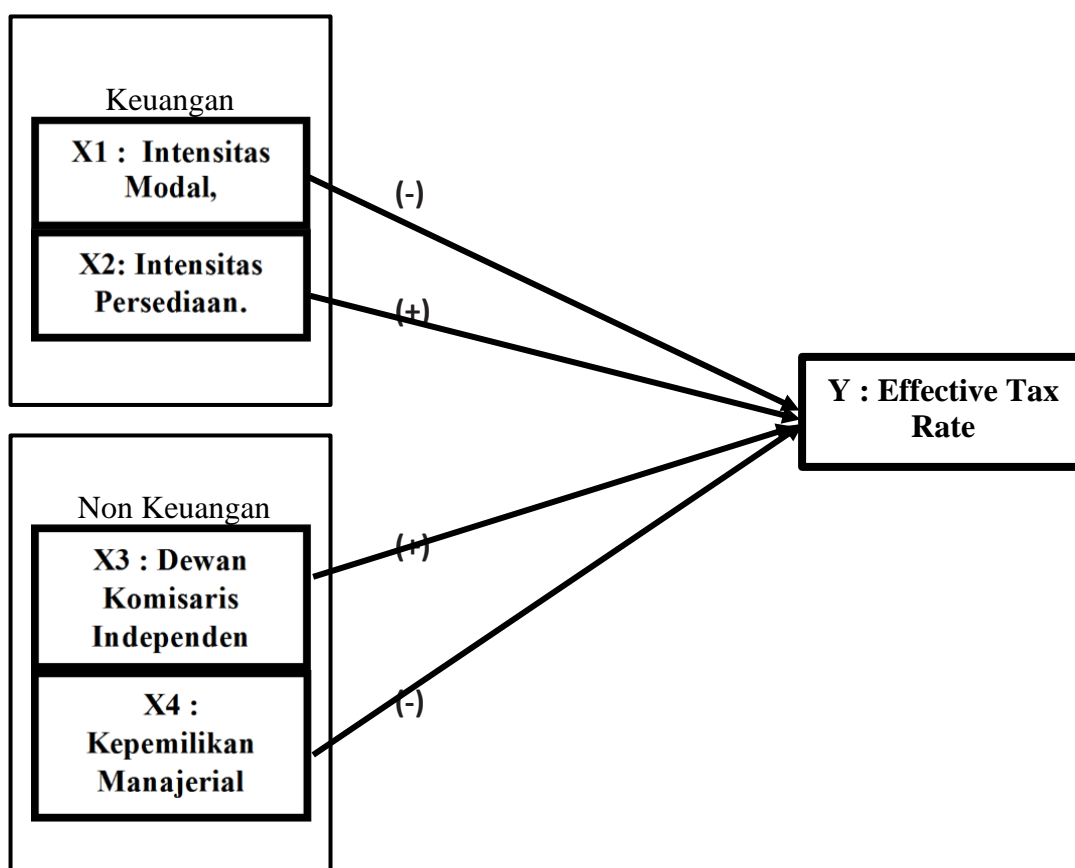 Keuangan
X1 : Intensitas
Modal,
(-)
X2: Intensitas
Persediaan.
(+)
Y : Effective Tax
Rate
Non Keuangan
X3 : Dewan
Komisaris
Independen
(+)
X4 :
Kepemilikan
Manajerial
(-)